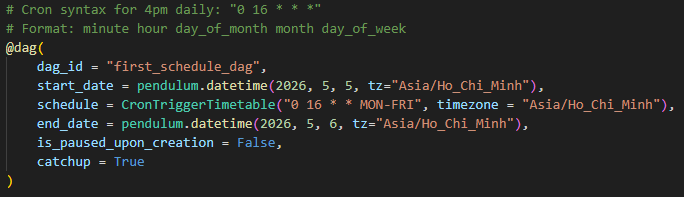 # Cron syntax for 4pm daily: "0 16 * * *"
# Format: minute hour day_of_month month day_of_week
@dag(
    dag_id = "first_schedule_dag",
    start_date = pendulum.datetime(2026, 5, 5, tz="Asia/Ho_Chi_Minh"),
    schedule = CronTriggerTimetable("0 16 * * MON-FRI", timezone = "Asia/Ho_Chi_Minh"),
    end_date = pendulum.datetime(2026, 5, 6, tz="Asia/Ho_Chi_Minh"),
    is_paused_upon_creation = False,
    catchup = True
)